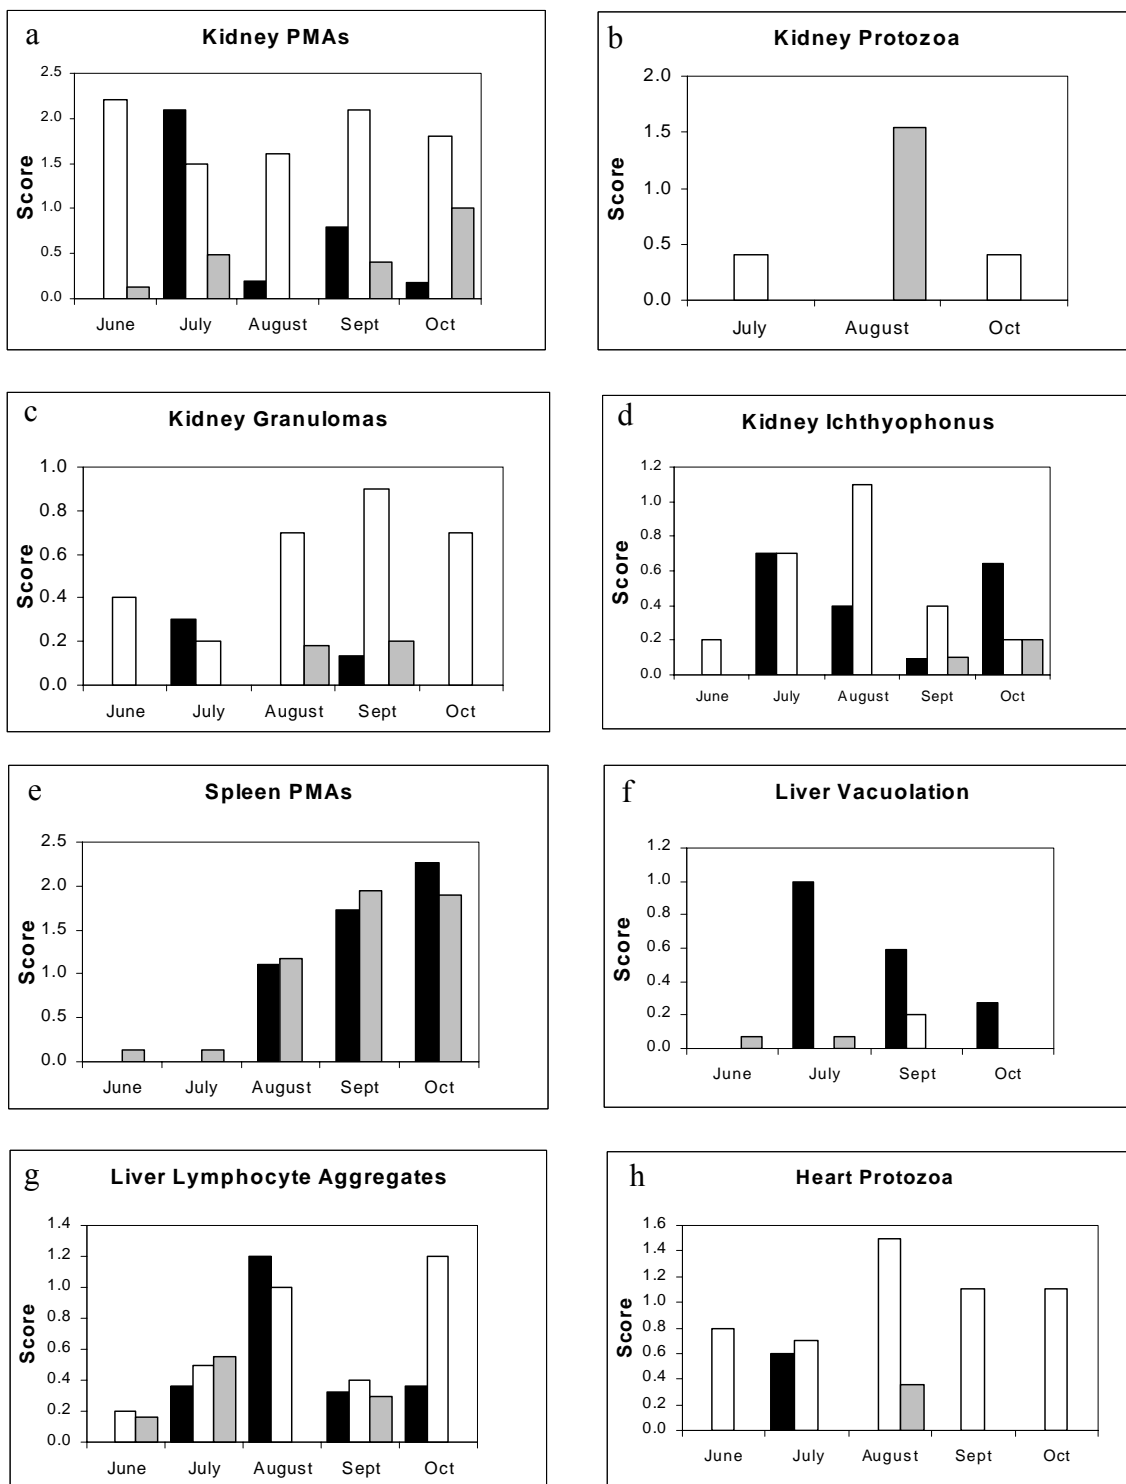 a
Kidney PMAs
2.5
2.0
1.5
1.0
0.5
0.0
Score
June July August Sept Oct
b
Kidney Protozoa
2.0
1.5
1.0
0.5
0.0
Score
July August Oct
c
Kidney Granulomas
1.0
0.8
0.6
0.4
0.2
0.0
Score
June July August Sept Oct
d
Kidney Ichthyophonus
1.2
1.0
0.8
0.6
0.4
0.2
0.0
Score
June July August Sept Oct
e
Spleen PMAs
2.5
2.0
1.5
1.0
0.5
0.0
Score
June July August Sept Oct
f
Liver Vacuolation
1.2
1.0
0.8
0.6
0.4
0.2
0.0
Score
June July Sept Oct
g
Liver Lymphocyte Aggregates
1.4
1.2
1.0
0.8
0.6
0.4
0.2
0.0
Score
June July August Sept Oct
h
Heart Protozoa
1.6
1.4
1.2
1.0
0.8
0.6
0.4
0.2
0.0
Score
June July August Sept Oct